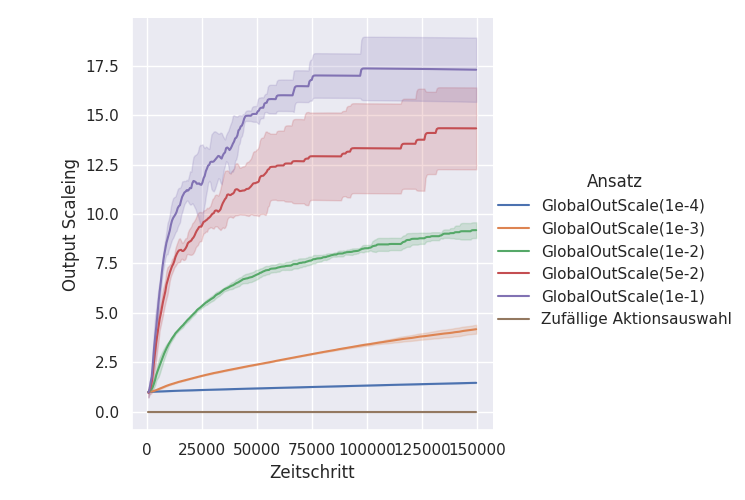 Output Scaleing
17.5
15.0
12.5
10.0
7.5
5.0
2.5
0.0
0 25000 50000 75000 100000 125000 150000
Zeitschritt
Ansatz
GlobalOutScale(1e-4)
GlobalOutScale(1e-3)
GlobalOutScale(1e-2)
GlobalOutScale(5e-2)
GlobalOutScale(1e-1)
Zufällige Aktionsauswahl